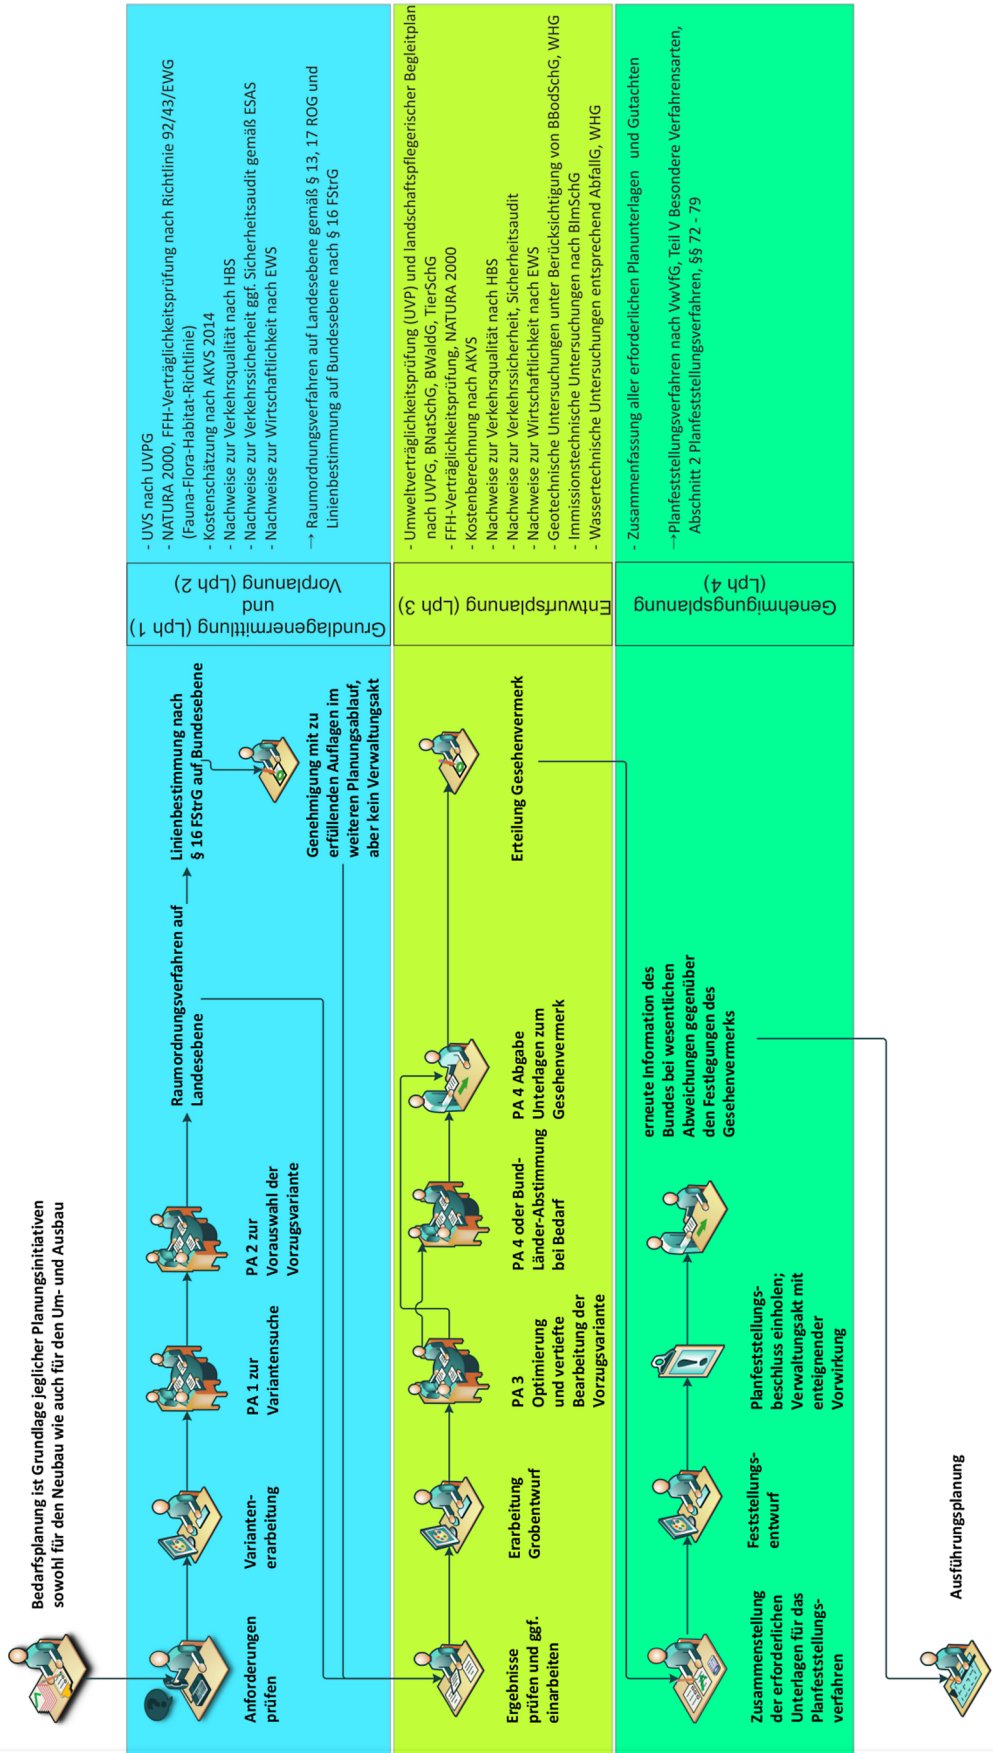 Bedarfsplanung ist Grundlage jeglicher Planungsinitiativen
sowohl für den Neubau wie auch für den Um- und Ausbau
Anforderungen
prüfen
Varianten-
erarbeitung
PA 1 zur
Variantensuche
PA 2 zur
Vorauswahl der
Vorzugsvariante
Raumordnungsverfahren auf
Landesebene
Linienbestimmung nach
§ 16 FStrG auf Bundesebene
Genehmigung mit zu
erfüllenden Auflagen im
weiteren Planungsablauf,
aber kein Verwaltungsakt
Grundlagenermittlung (Lph 1)
und
Vorplanung (Lph 2)
- UVS nach UVPG
- NATURA 2000, FFH-Verträglichkeitsprüfung nach Richtlinie 92/43/EWG
(Fauna-Flora-Habitat-Richtlinie)
- Kostenschätzung nach AKVS 2014
- Nachweise zur Verkehrsqualität nach HBS
- Nachweise zur Verkehrssicherheit ggf. Sicherheitsaudit gemäß ESAS
- Nachweise zur Wirtschaftlichkeit nach EWS
→ Raumordnungsverfahren auf Landesebene gemäß § 13, 17 ROG und
Linienbestimmung auf Bundesebene nach § 16 FStrG
Ergebnisse
prüfen und ggf.
einarbeiten
Erarbeitung
Grobentwurf
PA 3
Optimierung
und vertiefte
Bearbeitung der
Vorzugsvariante
PA 4 oder Bund-
Länder-Abstimmung
bei Bedarf
PA 4 Abgabe
Unterlagen zum
Gesehenvermerk
Erteilung Gesehenvermerk
Entwurfsplanung (Lph 3)
- Umweltverträglichkeitsprüfung (UVP) und landschaftspflegerischer Begleitplan
nach UVPG, BNatSchG, BWaldG, TierSchG
- FFH-Verträglichkeitsprüfung, NATURA 2000
- Kostenberechnung nach AKVS
- Nachweise zur Verkehrsqualität nach HBS
- Nachweise zur Verkehrssicherheit, Sicherheitsaudit
- Nachweise zur Wirtschaftlichkeit nach EWS
- Geotechnische Untersuchungen unter Berücksichtigung von BBodSchG, WHG
- Immissionstechnische Untersuchungen nach BImSchG
- Wassertechnische Untersuchungen entsprechend AbfallG, WHG
Zusammenstellung
der erforderlichen
Unterlagen für das
Planfeststellungs-
verfahren
Feststellungs-
entwurf
Planfeststellungs-
beschluss einholen;
Verwaltungsakt mit
enteignender
Vorwirkung
erneute Information des
Bundes bei wesentlichen
Abweichungen gegenüber
den Festlegungen des
Gesehenvermerks
Genehmigungsplanung
(Lph 4)
- Zusammenfassung aller erforderlichen Planunterlagen und Gutachten
→Planfeststellungsverfahren nach VwVfG, Teil V Besondere Verfahrensarten,
Abschnitt 2 Planfeststellungsverfahren, §§ 72 - 79
Ausführungsplanung